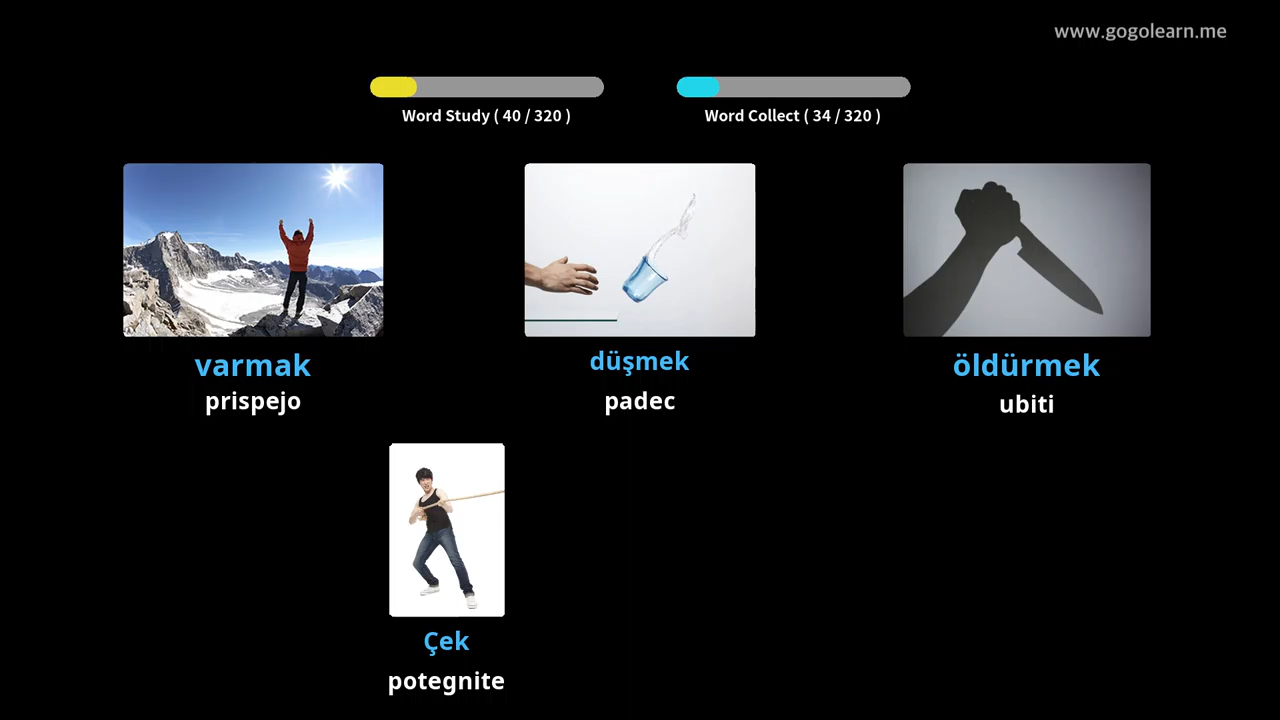 www.gogolearn.me
Word Study ( 40 / 320 )
Word Collect ( 34 / 320 )
varmak
prispejo
düşmek
padec
öldürmek
ubiti
Çek
potegnite